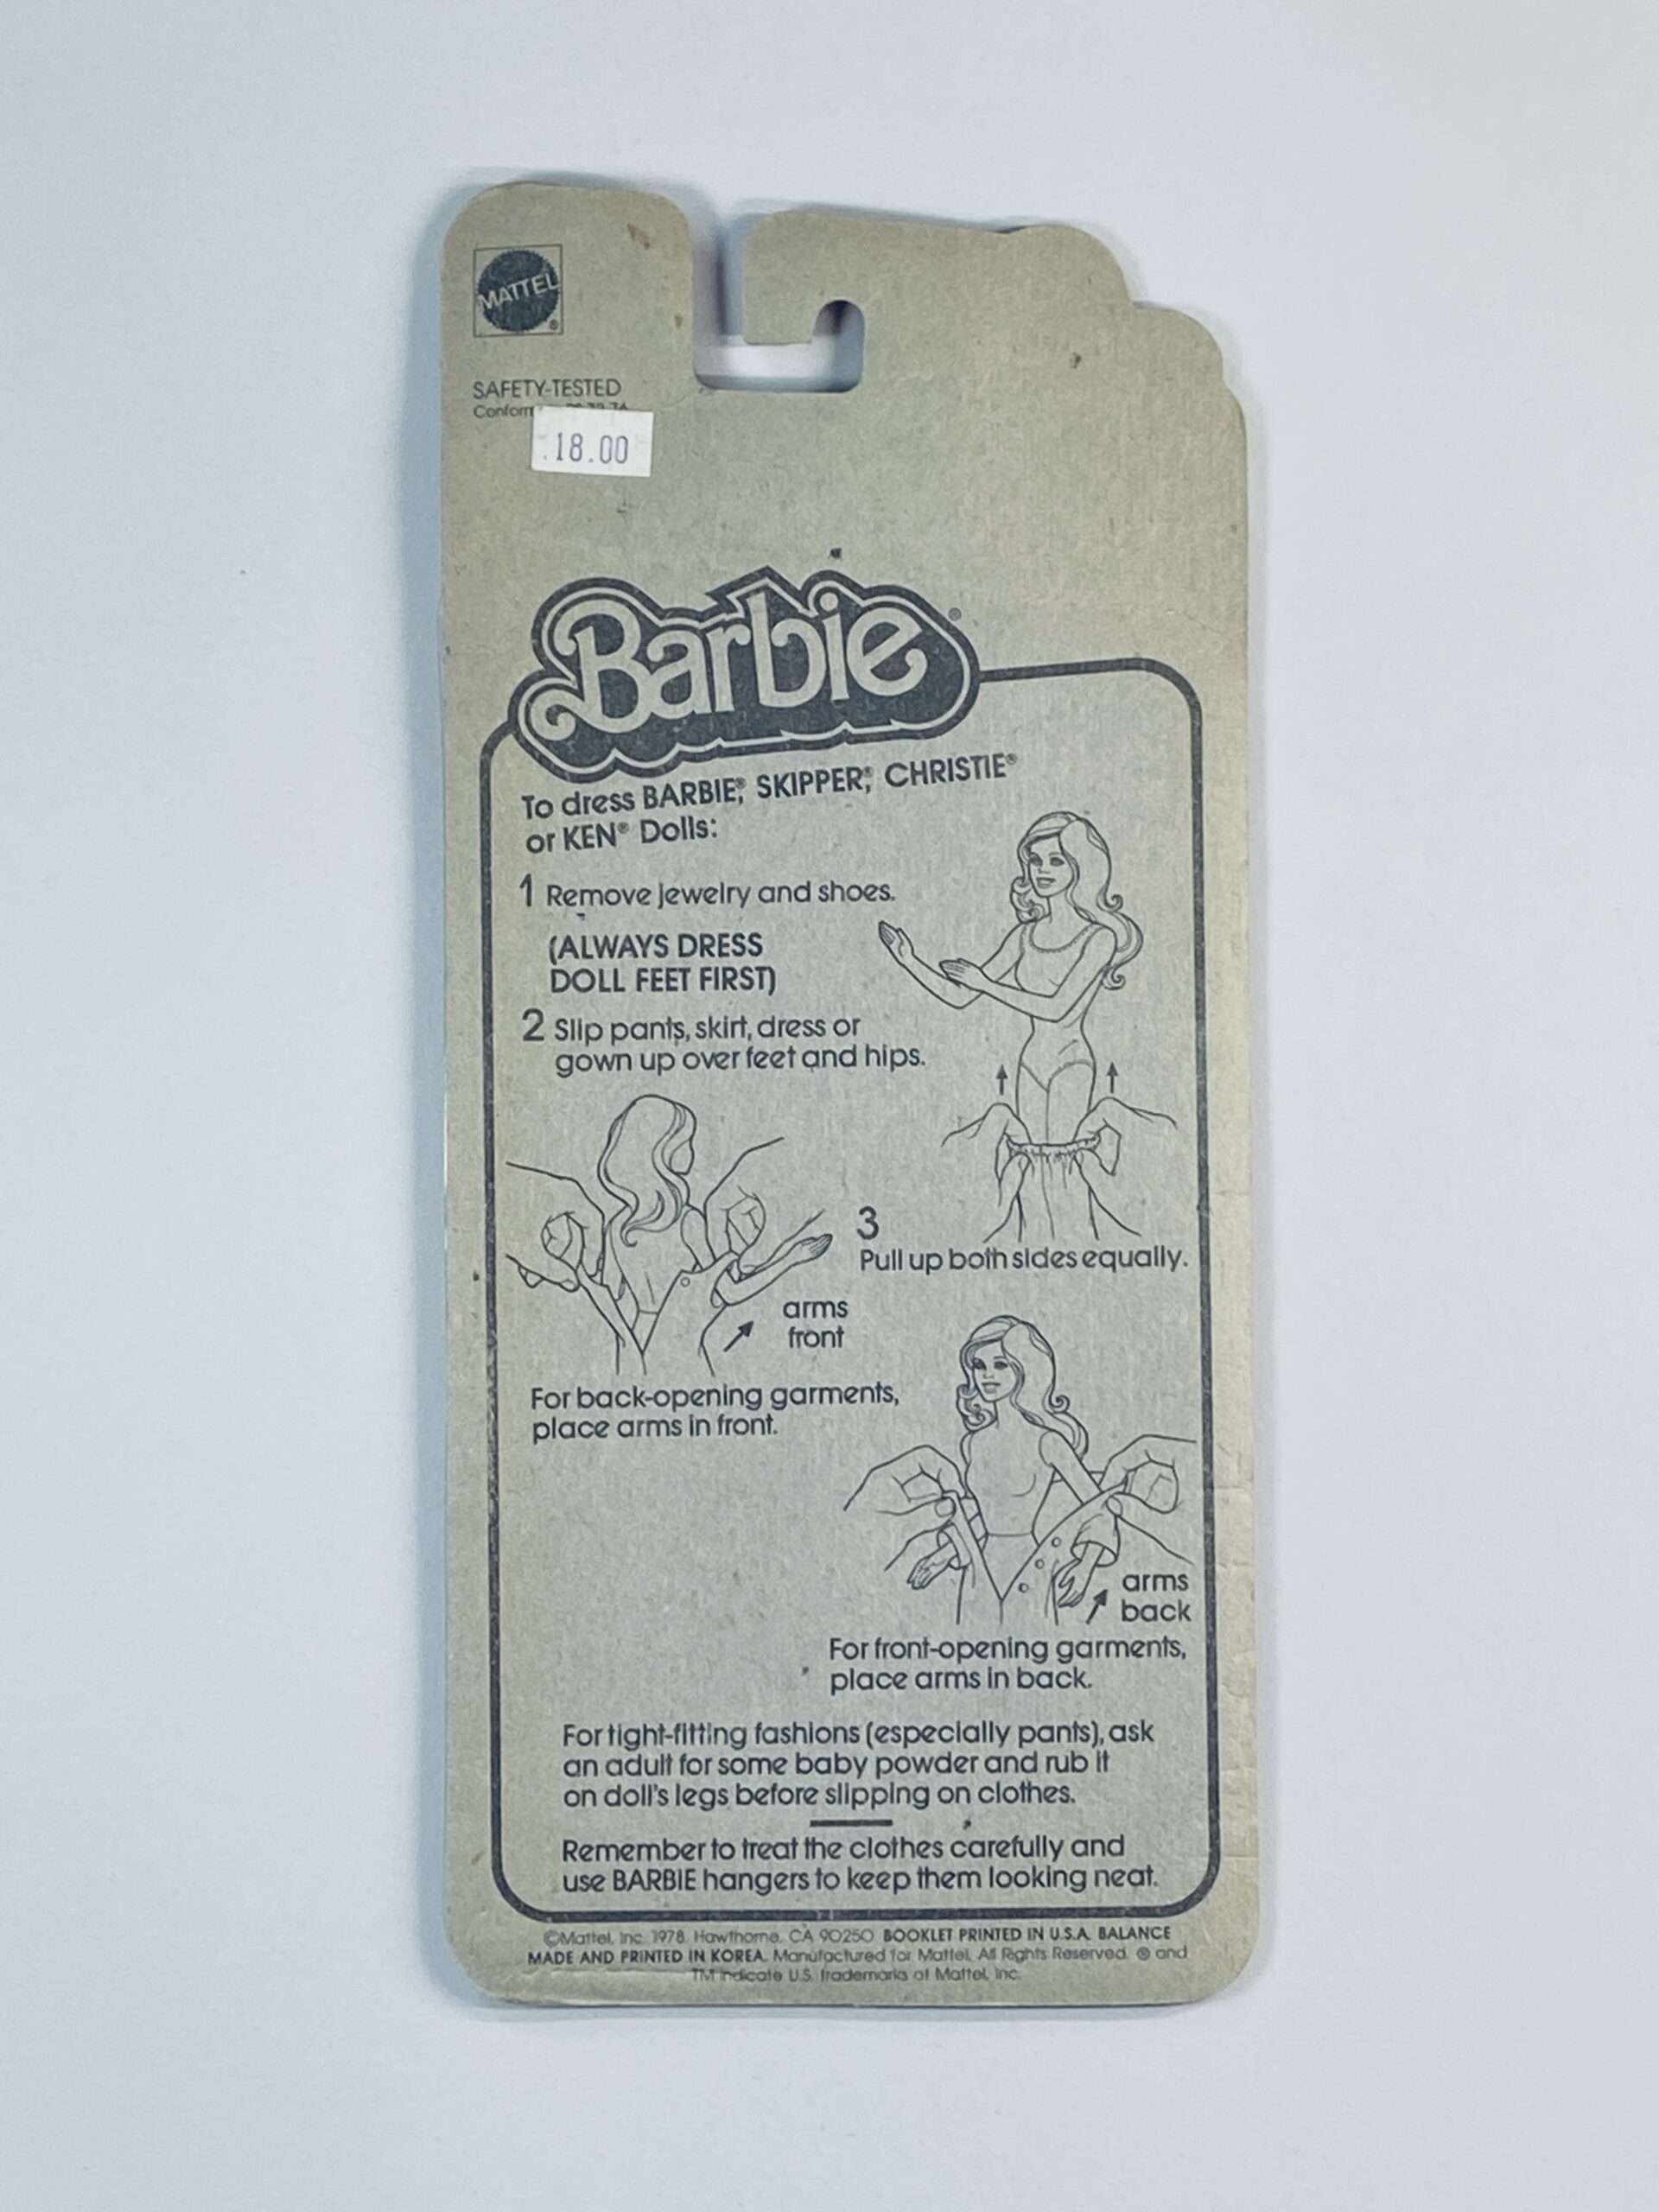 MATTEL
®
SAFETY-TESTED
18.00
Barbie®
To dress BARBIE®, SKIPPER®, CHRISTIE®
or KEN® Dolls:
1 Remove jewelry and shoes.
(ALWAYS DRESS
DOLL FEET FIRST)
2 Slip pants, skirt, dress or
gown up over feet and hips.
3
Pull up both sides equally.
arms
front
For back-opening garments,
place arms in front.
arms
back
For front-opening garments,
place arms in back.
For tight-fitting fashions (especially pants), ask
an adult for some baby powder and rub it
on doll's legs before slipping on clothes.
Remember to treat the clothes carefully and
use BARBIE hangers to keep them looking neat.
©Mattel, Inc. 1978. Hawthorne, CA 90250 BOOKLET PRINTED IN U.S.A. BALANCE
MADE AND PRINTED IN KOREA. Manufactured for Mattel. All Rights Reserved. ® and
TM indicate U.S. trademarks of Mattel, Inc.